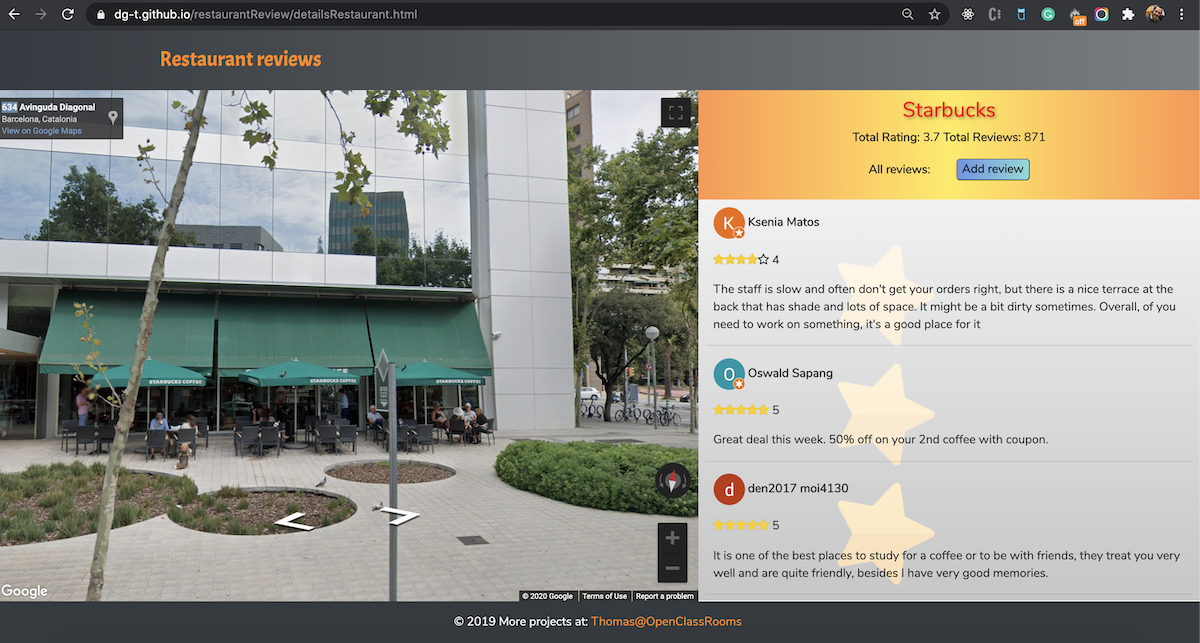 dg-t.github.io/restaurantReview/detailsRestaurant.html
off
Restaurant reviews
634 Avinguda Diagonal
Barcelona, Catalonia
View on Google Maps
STARBUCKS COFFEE
STARBUCKS COFFEE
STARBUCKS COFFEE
Google
© 2020 Google
Terms of Use
Report a problem
Starbucks
Total Rating: 3.7 Total Reviews: 871
All reviews:
Add review
K
Ksenia Matos
4
The staff is slow and often don't get your orders right, but there is a nice terrace at the
back that has shade and lots of space. It might be a bit dirty sometimes. Overall, of you
need to work on something, it's a good place for it
O
Oswald Sapang
5
Great deal this week. 50% off on your 2nd coffee with coupon.
d
den2017 moi4130
5
It is one of the best places to study for a coffee or to be with friends, they treat you very
well and are quite friendly, besides I have very good memories.
© 2019 More projects at: Thomas@OpenClassRooms